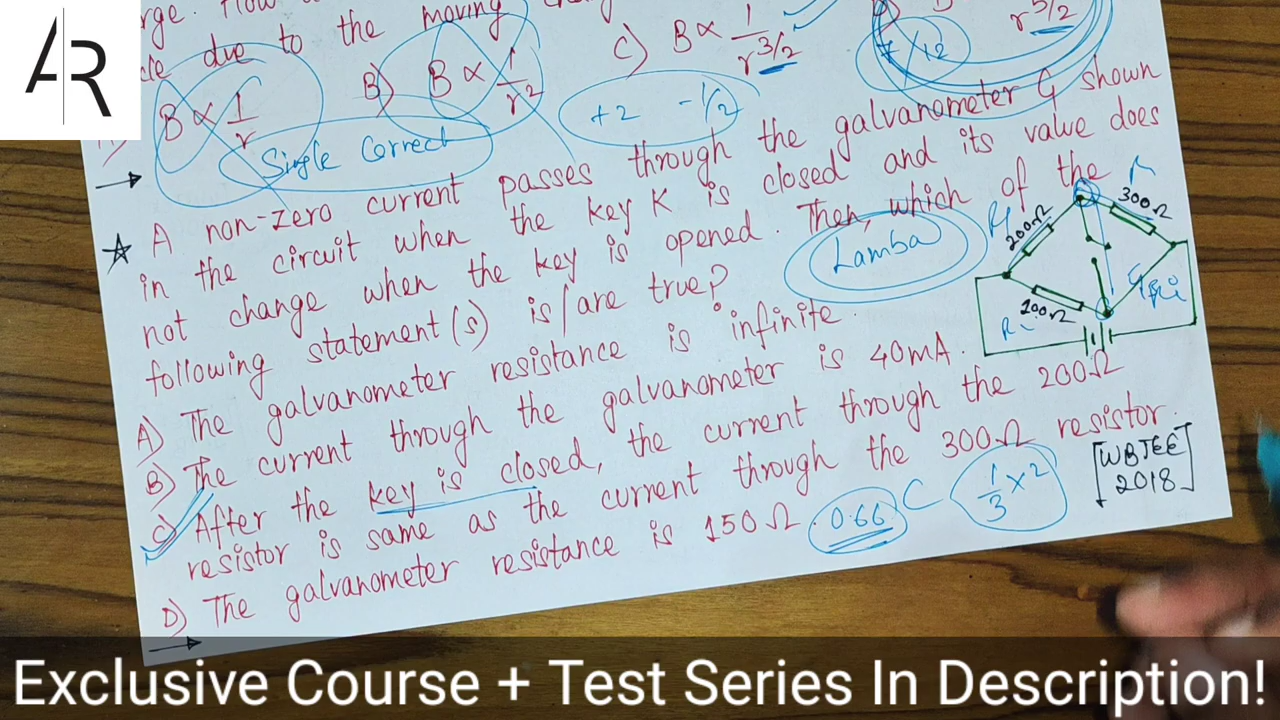 AR
rge. Flow
cle due to the moving
B ∝ 1/r
B) B ∝ 1/r²
C) B ∝ 1/r^3/2
r^5/2
Single Correct
+2 -1/2
A non-zero current passes through the galvanometer G shown
in the circuit when the key K is closed and its value does
not change when the key is opened. Then, which of the
following statement(s) is/are true?
Lamba
200Ω
300Ω
100Ω
G
A) The galvanometer resistance is infinite.
B) The current through the galvanometer is 40mA.
C) After the key is closed, the current through the 200Ω
resistor is same as the current through the 300Ω resistor.
D) The galvanometer resistance is 150Ω.
0.66 C 1/3 x 2
[WBJEE
2018]
Exclusive Course + Test Series In Description!